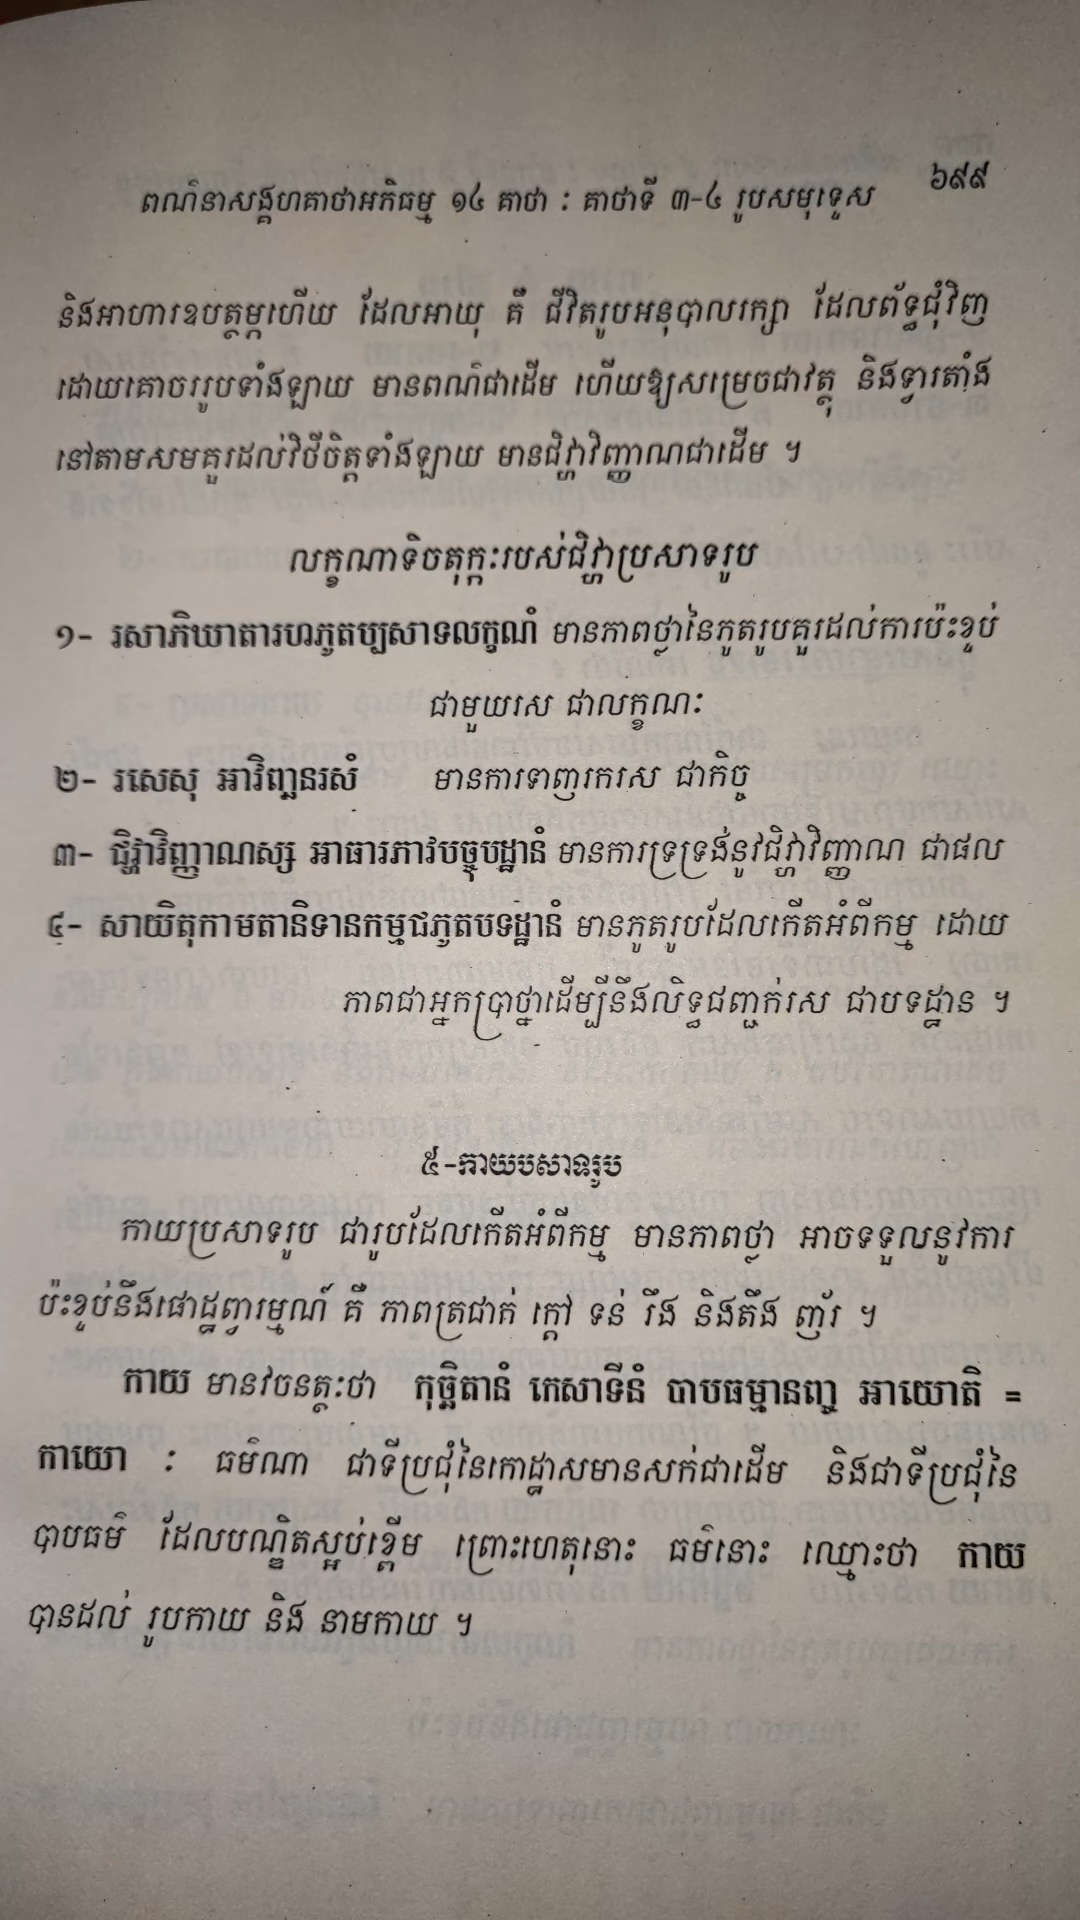 ៦៩៩
ពណ៌នាសង្គហគាថាអភិធម្ម ១៤ គាថា : គាថាទី ៣-៤ រូបសមុទ្ទេស
និងអាហារឧបត្ថម្ភហើយ ដែលអាយុ គឺ ជីវិតរូបអនុបាលរក្សា ដែលព័ទ្ធជុំវិញ
ដោយគោចររូបទាំងឡាយ មានពណ៌ជាដើម ហើយឱ្យសម្រេចជាវត្ថុ និងទ្វារតាំង
នៅតាមសមគួរដល់វិថីចិត្តទាំងឡាយ មានជិវ្ហាវិញ្ញាណជាដើម ។
លក្ខណាទិចតុក្កៈរបស់ជិវ្ហាប្រសាទរូប
១- រសាភិឃាតារហភូតប្បសាទលក្ខណំ មានភាពថ្លានៃភូតរូបគួរដល់ការប៉ះខ្ទប់
ជាមួយរស ជាលក្ខណៈ
២- រសេសុ អាវិញ្ឆនរសំ មានការទាញរករស ជាកិច្ច
៣- ជិវ្ហាវិញ្ញាណស្ស អាធារភាវបច្ចុបដ្ឋានំ មានការទ្រទ្រង់នូវជិវ្ហាវិញ្ញាណ ជាផល
៤- សាយិតុកាមតានិទានកម្មជភូតបទដ្ឋានំ មានភូតរូបដែលកើតអំពីកម្ម ដោយ
ភាពជាអ្នកប្រាថ្នាដើម្បីនឹងលិទ្ធជញ្ជក់រស ជាបទដ្ឋាន ។
៥-កាយបសាទរូប
កាយប្រសាទរូប ជារូបដែលកើតអំពីកម្ម មានភាពថ្លា អាចទទួលនូវការ
ប៉ះខ្ទប់នឹងផោដ្ឋព្វារម្មណ៍ គឺ ភាពត្រជាក់ ក្ដៅ ទន់ រឹង និងតឹង ញ័រ ។
កាយ មានវចនត្ថៈថា កុច្ឆិតានំ កេសាទីនំ បាបធម្មានញ្ច អាយោតិ =
កាយោ : ធម៌ណា ជាទីប្រជុំនៃកោដ្ឋាសមានសក់ជាដើម និងជាទីប្រជុំនៃ
បាបធម៌ ដែលបណ្ឌិតស្អប់ខ្ពើម ព្រោះហេតុនោះ ធម៌នោះ ឈ្មោះថា កាយ
បានដល់ រូបកាយ និង នាមកាយ ។